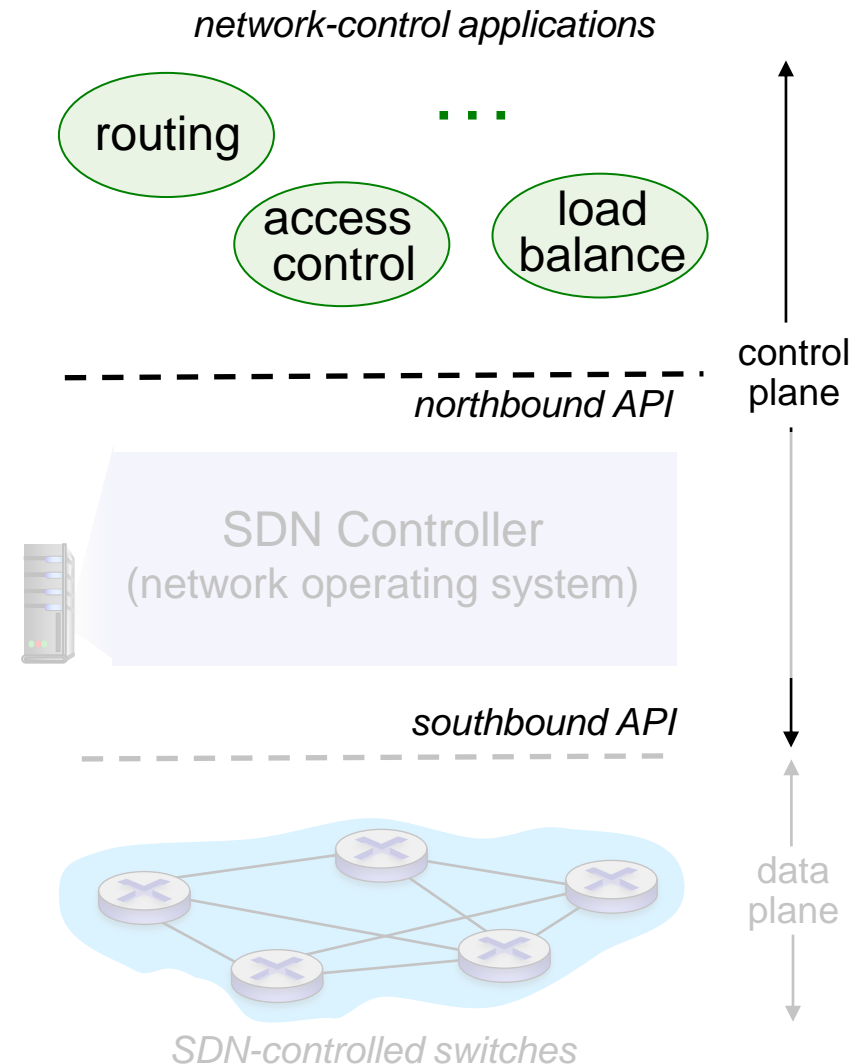 network-control applications
routing
...
access
control
load
balance
control
plane
northbound API
SDN Controller
(network operating system)
southbound API
data
plane
SDN-controlled switches